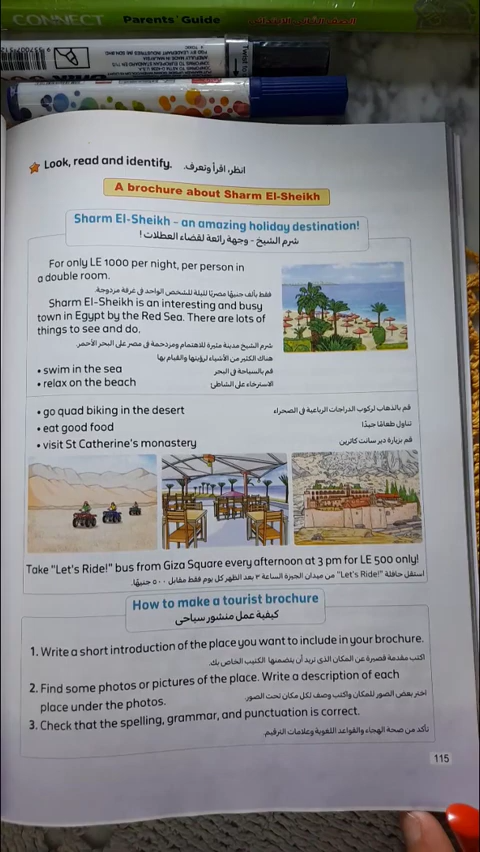 CONNECT Parents' Guide
Look, read and identify. انظر، اقرأ وتعرف.
A brochure about Sharm El-Sheikh
Sharm El-Sheikh – an amazing holiday destination!
شرم الشيخ - وجهة رائعة لقضاء العطلات !
For only LE 1000 per night, per person in
a double room.
فقط بألف جنيهًا مصريًا لليلة للشخص الواحد في غرفة مزدوجة.
Sharm El-Sheikh is an interesting and busy
town in Egypt by the Red Sea. There are lots of
things to see and do.
شرم الشيخ مدينة مثيرة للاهتمام ومزدحمة في مصر على البحر الأحمر.
هناك الكثير من الأشياء لرؤيتها والقيام بها
• swim in the sea قم بالسباحة في البحر
• relax on the beach الاسترخاء على الشاطئ
• go quad biking in the desert قم بالذهاب لركوب الدراجات الرباعية في الصحراء
• eat good food تناول طعامًا جيدًا
• visit St Catherine's monastery قم بزيارة دير سانت كاترين
Take "Let's Ride!" bus from Giza Square every afternoon at 3 pm for LE 500 only!
استقل حافلة "Let's Ride!" من ميدان الجيزة الساعة ٣ بعد الظهر كل يوم فقط مقابل ٥٠٠ جنيهًا.
How to make a tourist brochure
كيفية عمل منشور سياحى
1. Write a short introduction of the place you want to include in your brochure.
اكتب مقدمة قصيرة عن المكان الذى تريد أن يتضمنها الكتيب الخاص بك.
2. Find some photos or pictures of the place. Write a description of each
place under the photos. اختر بعض الصور للمكان واكتب وصف لكل مكان تحت الصور.
3. Check that the spelling, grammar, and punctuation is correct.
تأكد من صحة الهجاء والقواعد اللغوية وعلامات الترقيم.
115